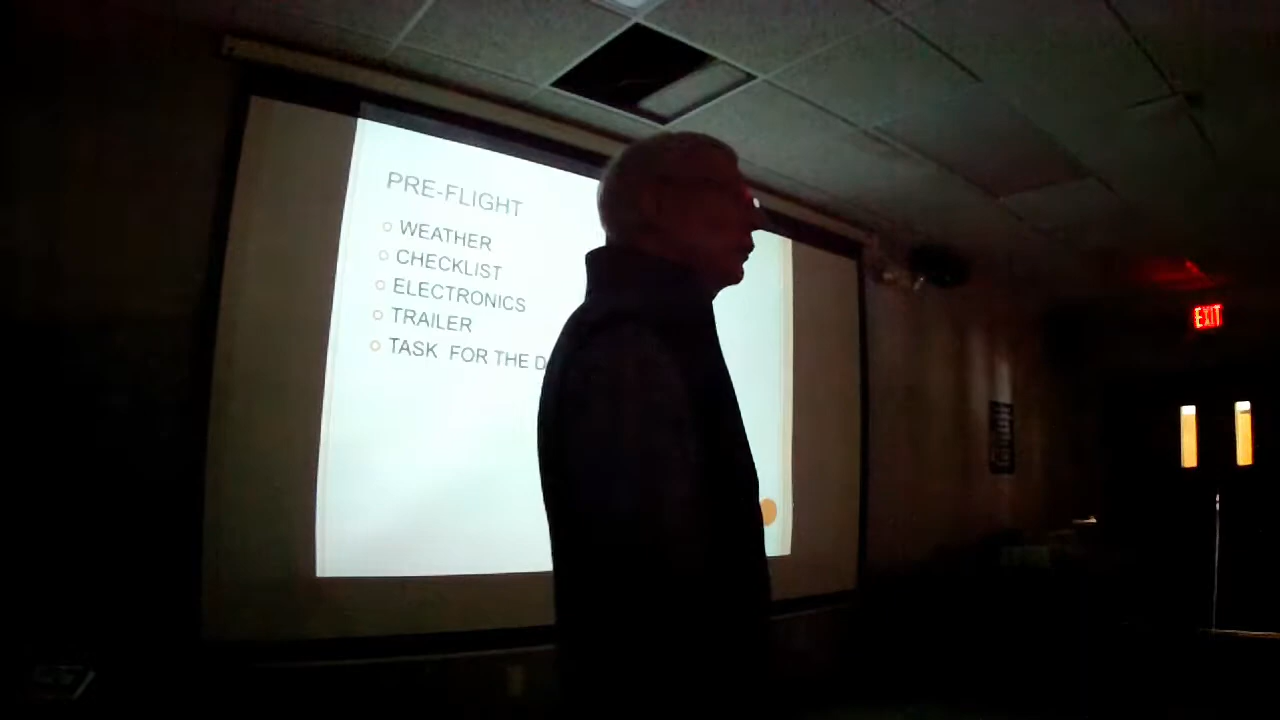 PRE-FLIGHT
WEATHER
CHECKLIST
ELECTRONICS
TRAILER
TASK FOR THE D
EXIT